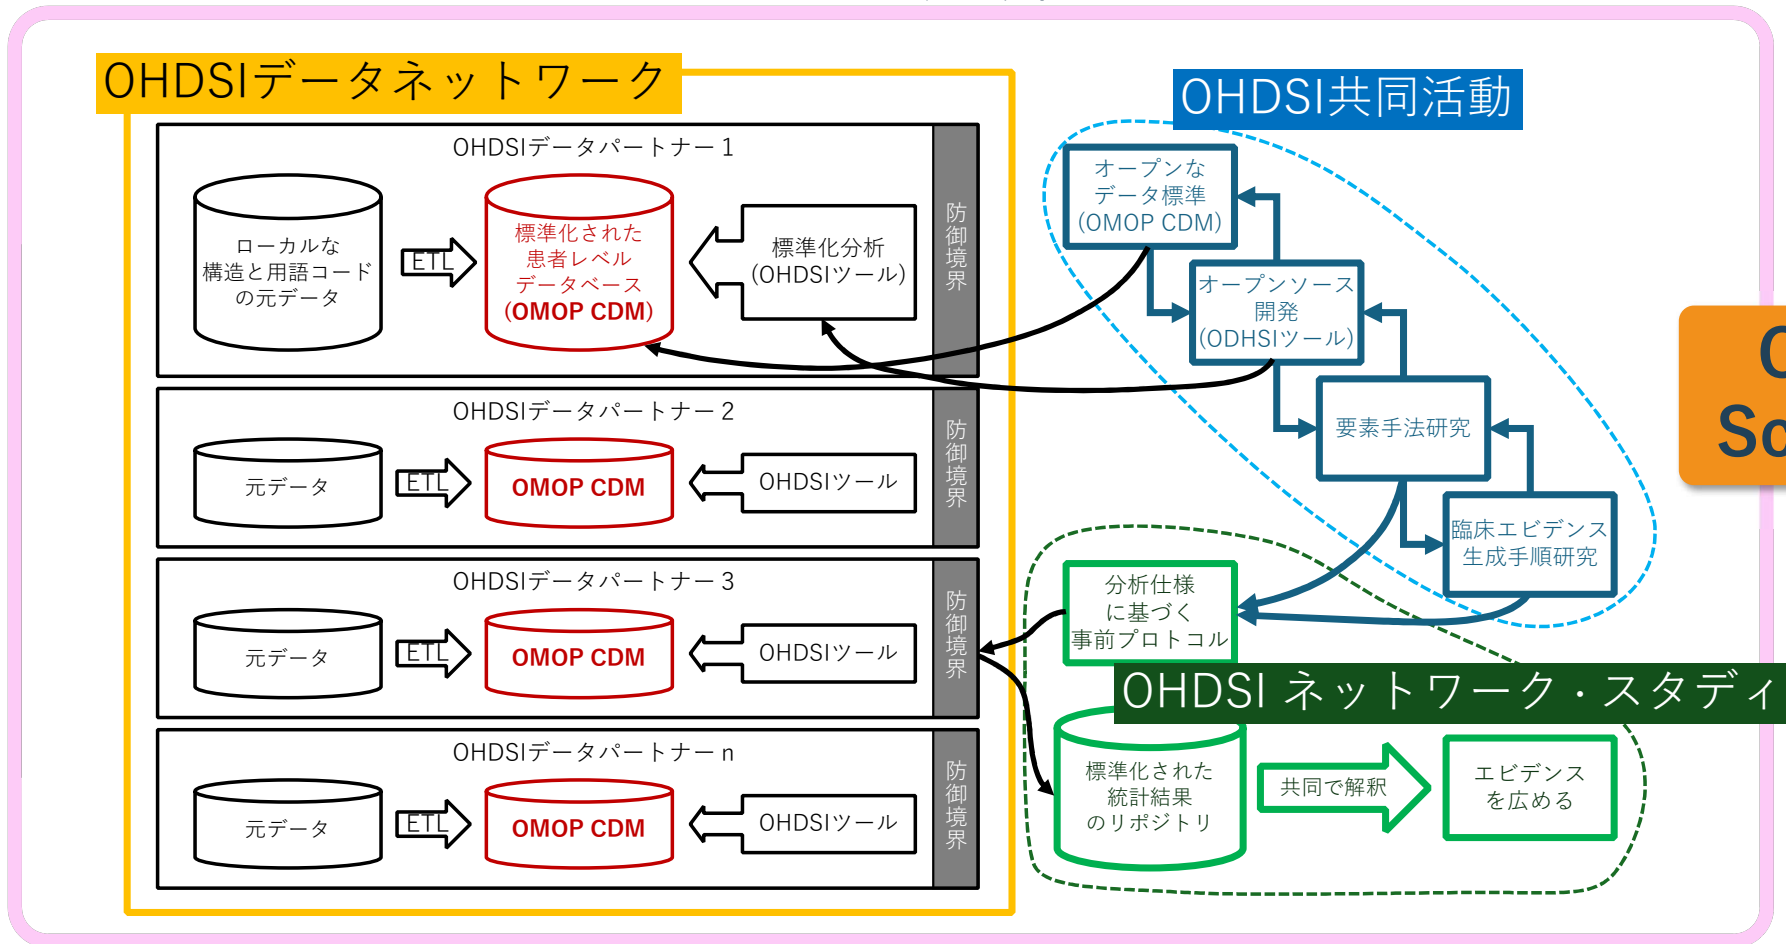 OHDSIデータネットワーク
OHDSIデータパートナー 1
ローカルな
構造と用語コード
の元データ
ETL
標準化された
患者レベル
データベース
(OMOP CDM)
標準化分析
(OHDSIツール)
防御境界
OHDSIデータパートナー 2
元データ
ETL
OMOP CDM
OHDSIツール
防御境界
OHDSIデータパートナー 3
元データ
ETL
OMOP CDM
OHDSIツール
防御境界
OHDSIデータパートナー n
元データ
ETL
OMOP CDM
OHDSIツール
防御境界
OHDSI共同活動
オープンな
データ標準
(OMOP CDM)
オープンソース
開発
(ODHSIツール)
要素手法研究
臨床エビデンス
生成手順研究
分析仕様
に基づく
事前プロトコル
OHDSI ネットワーク・スタディ
標準化された
統計結果
のリポジトリ
共同で解釈
エビデンス
を広める